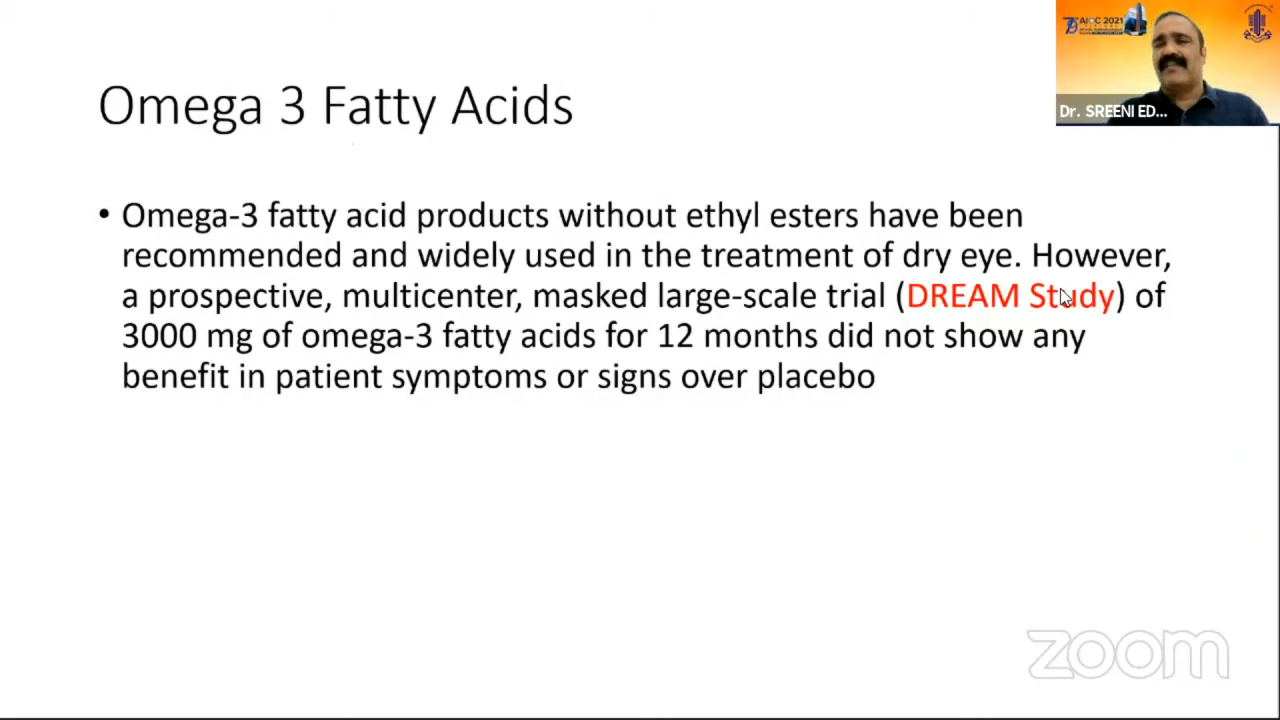 AIOC 2021
Dr. SREENI ED...
Omega 3 Fatty Acids
• Omega-3 fatty acid products without ethyl esters have been
recommended and widely used in the treatment of dry eye. However,
a prospective, multicenter, masked large-scale trial (DREAM Study) of
3000 mg of omega-3 fatty acids for 12 months did not show any
benefit in patient symptoms or signs over placebo
zoom